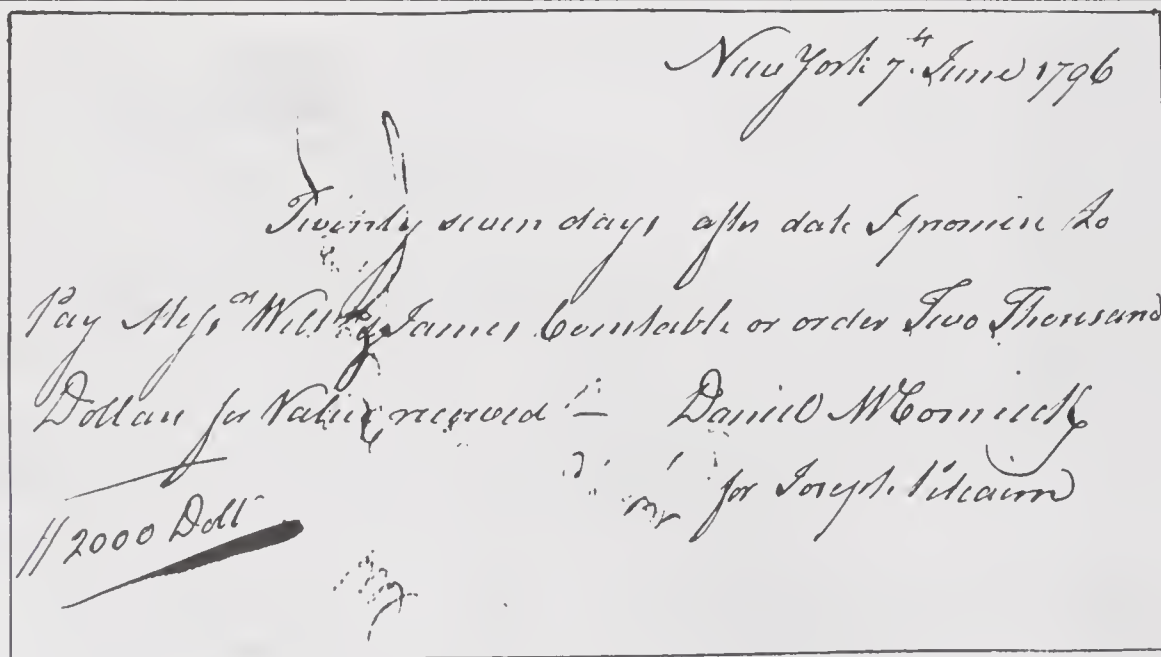 New York 7th June 1796
Twenty seven days after date I promise to
Pay Messrs Willm & James Constable or order Two Thousand
Dollars for Value received — Daniel McCormick
for Joseph Pitcairn
// 2000 Dolls